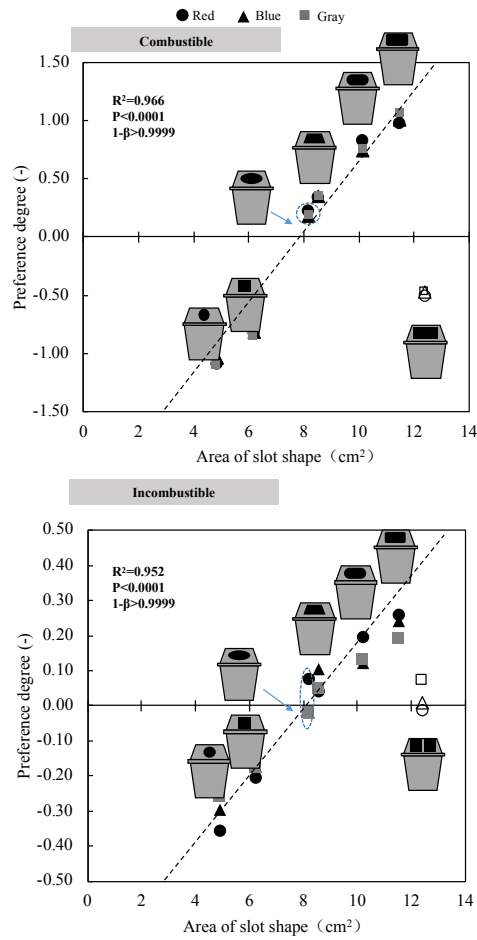 Red Blue Gray
Combustible
R²=0.966
P<0.0001
1-β>0.9999
Preference degree (-)
1.50
1.00
0.50
0.00
-0.50
-1.00
-1.50
0 2 4 6 8 10 12 14
Area of slot shape（cm²）
Incombustible
R²=0.952
P<0.0001
1-β>0.9999
Preference degree (-)
0.50
0.40
0.30
0.20
0.10
0.00
-0.10
-0.20
-0.30
-0.40
-0.50
0 2 4 6 8 10 12 14
Area of slot shape（cm²）